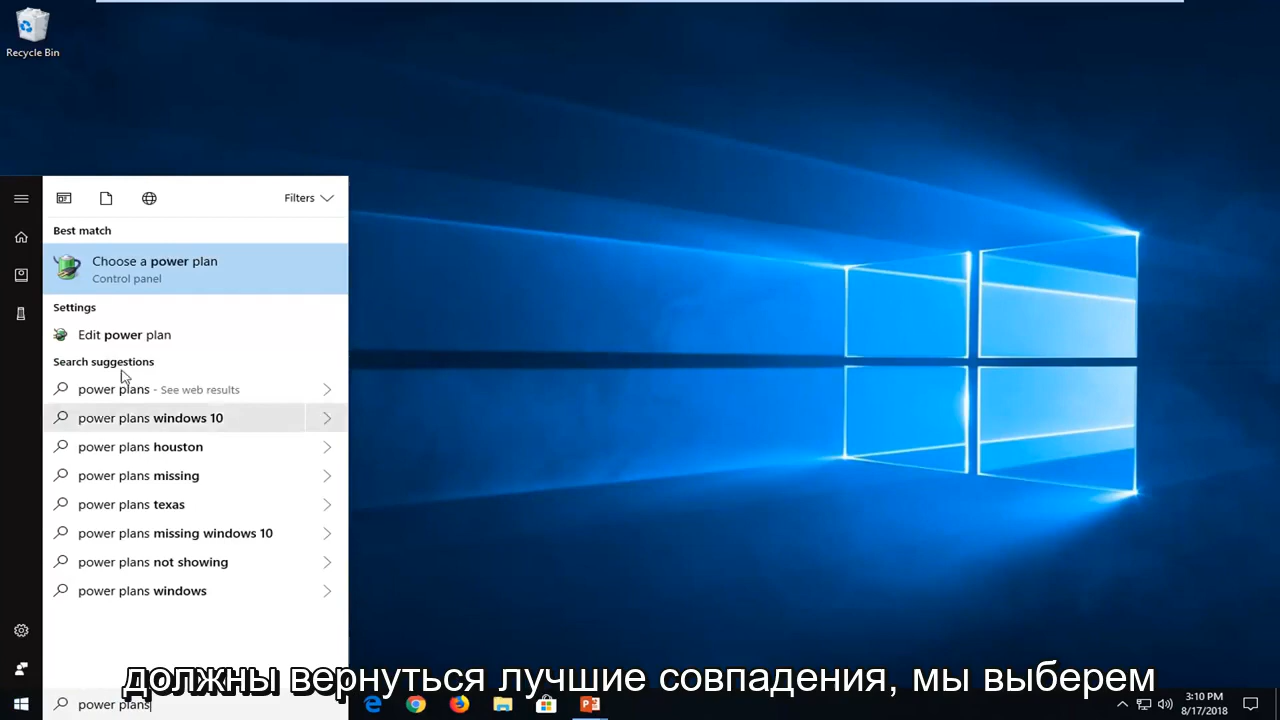 Recycle Bin
Filters
Best match
Choose a power plan
Control panel
Settings
Edit power plan
Search suggestions
power plans - See web results
power plans windows 10
power plans houston
power plans missing
power plans texas
power plans missing windows 10
power plans not showing
power plans windows
должны вернуться лучшие совпадения, мы выберем
power plans
3:10 PM
8/17/2018